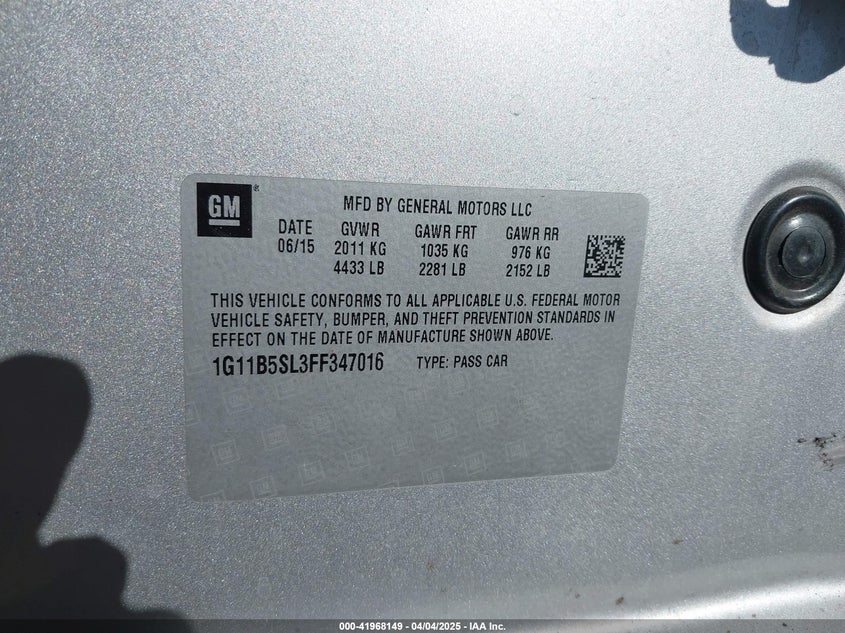 GM ®
MFD BY GENERAL MOTORS LLC
DATE GVWR GAWR FRT GAWR RR
06/15 2011 KG 1035 KG 976 KG
4433 LB 2281 LB 2152 LB
THIS VEHICLE CONFORMS TO ALL APPLICABLE U.S. FEDERAL MOTOR
VEHICLE SAFETY, BUMPER, AND THEFT PREVENTION STANDARDS IN
EFFECT ON THE DATE OF MANUFACTURE SHOWN ABOVE.
1G11B5SL3FF347016 TYPE: PASS CAR
000-41968149 - 04/04/2025 - IAA Inc.